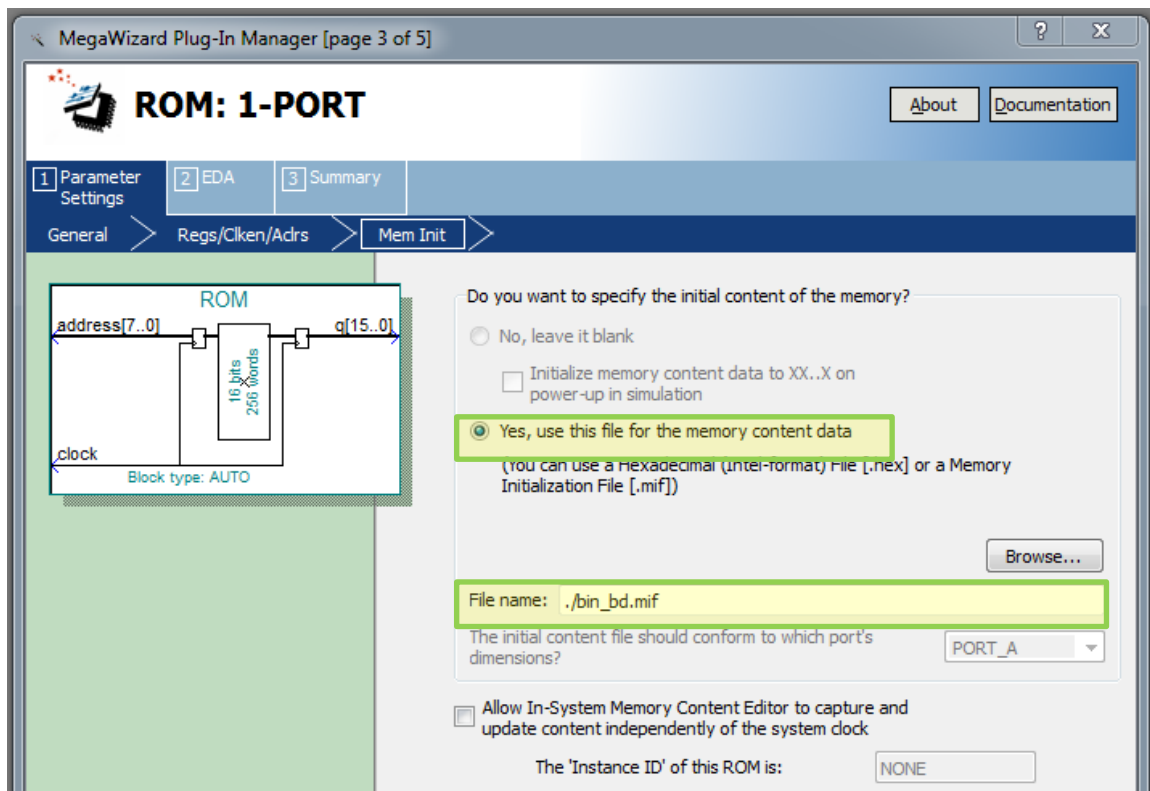 MegaWizard Plug-In Manager [page 3 of 5]
?
ROM: 1-PORT
About
Documentation
1 Parameter Settings
2 EDA
3 Summary
General
Regs/Clken/Aclrs
Mem Init
ROM
address[7..0]
q[15..0]
16 bits
256 words
clock
Block type: AUTO
Do you want to specify the initial content of the memory?
No, leave it blank
Initialize memory content data to XX..X on
power-up in simulation
Yes, use this file for the memory content data
(You can use a Hexadecimal (Intel-format) File [.hex] or a Memory
Initialization File [.mif])
Browse...
File name: ./bin_bd.mif
The initial content file should conform to which port's
dimensions?
PORT_A
Allow In-System Memory Content Editor to capture and
update content independently of the system clock
The 'Instance ID' of this ROM is:
NONE